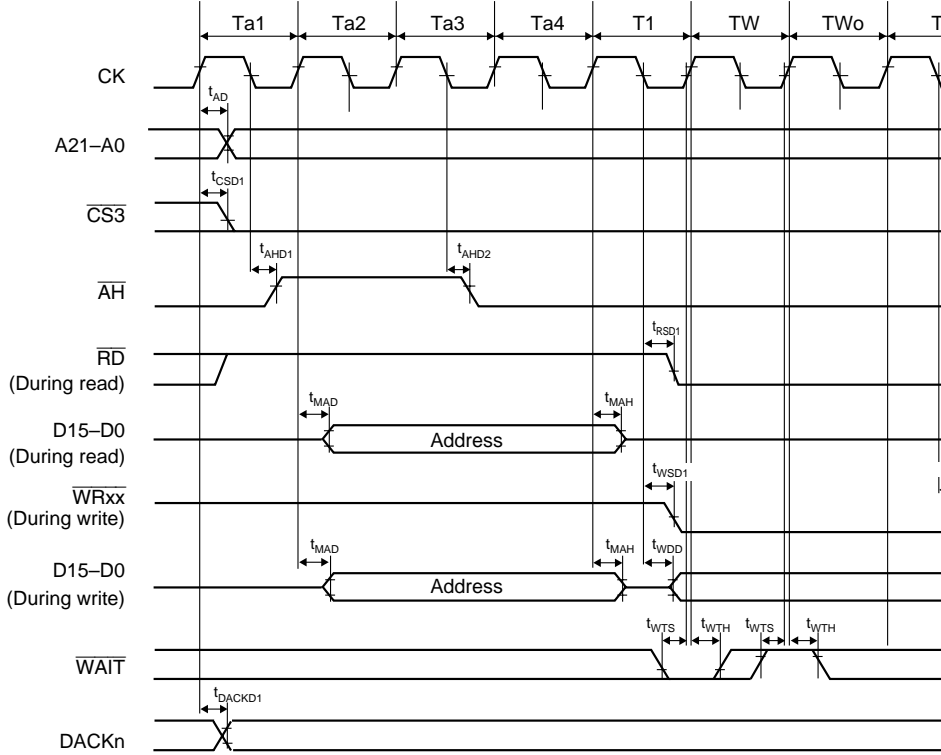 Ta1 Ta2 Ta3 Ta4 T1 TW TWo T
CK
tAD
A21–A0
tCSD1
CS3
tAHD1 tAHD2
AH
tRSD1
RD
(During read)
tMAD tMAH
D15–D0
Address
(During read)
tWSD1
WRxx
(During write)
tMAD tMAH tWDD
D15–D0
Address
(During write)
tWTS tWTH tWTS tWTH
WAIT
tDACKD1
DACKn